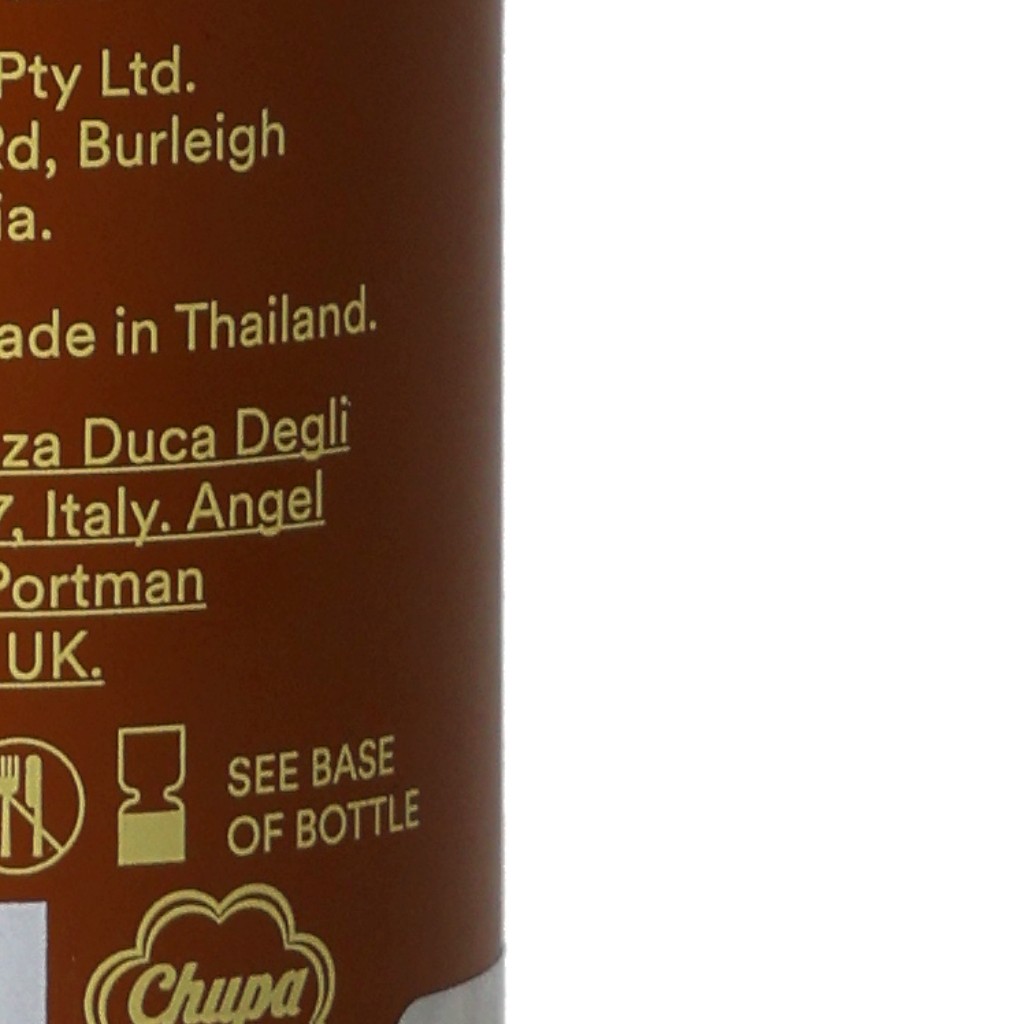 Pty Ltd.
Rd, Burleigh
ia.
ade in Thailand.
za Duca Degli
7, Italy. Angel
Portman
UK.
SEE BASE
OF BOTTLE
Chupa